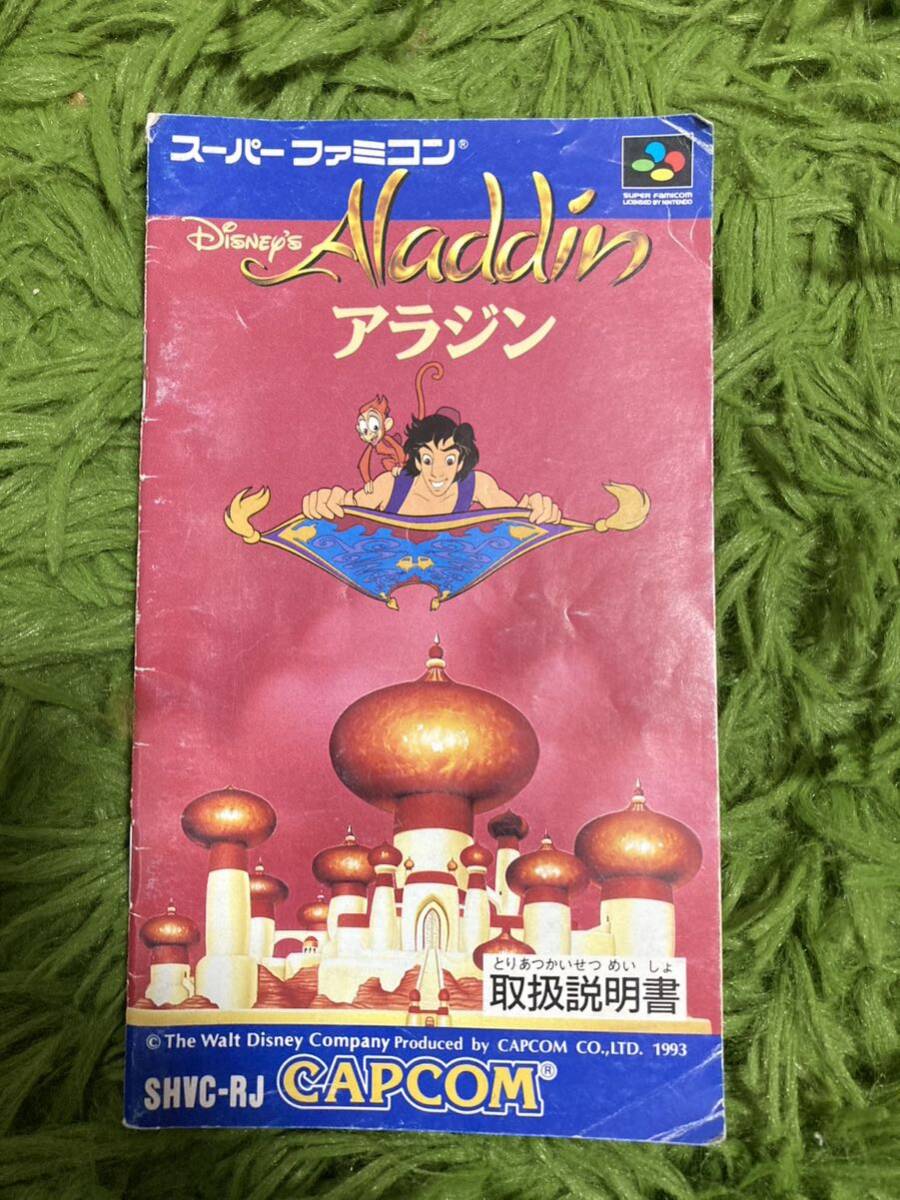 スーパーファミコン®
SUPER FAMICOM
LICENSED BY NINTENDO
DISNEY'S Aladdin
アラジン
とりあつかいせつめいしょ
取扱説明書
© The Walt Disney Company Produced by CAPCOM CO.,LTD. 1993
SHVC-RJ CAPCOM®